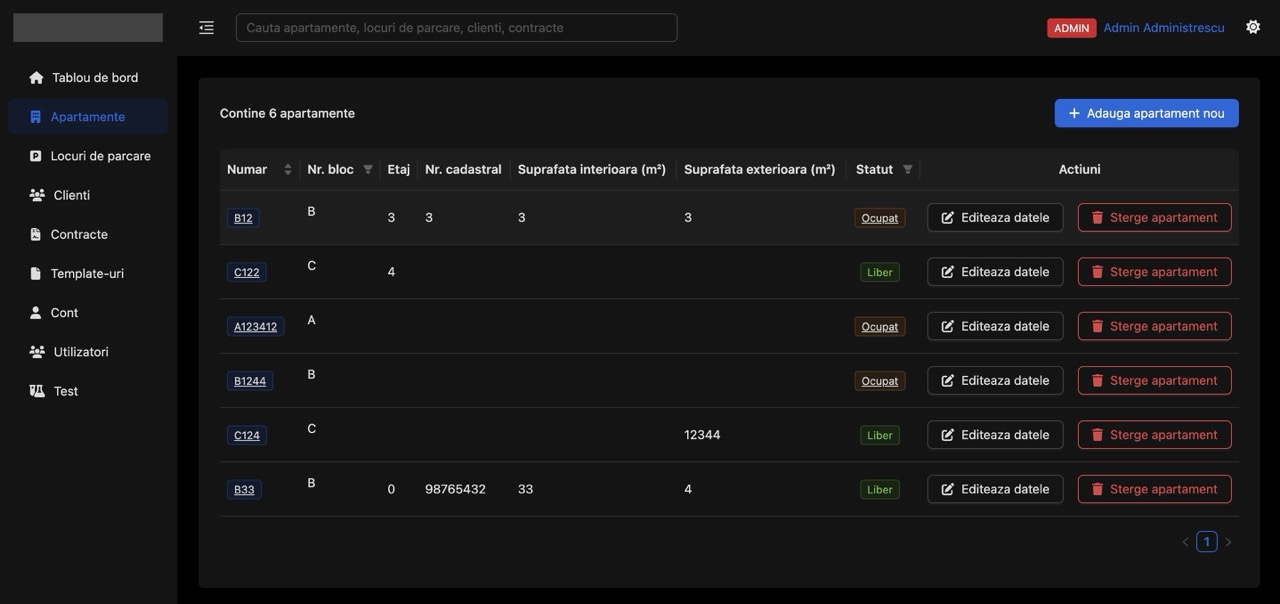 Cauta apartamente, locuri de parcare, clienti, contracte
ADMIN Admin Administrescu
Tablou de bord
Apartamente
Locuri de parcare
Clienti
Contracte
Template-uri
Cont
Utilizatori
Test
Contine 6 apartamente
+ Adauga apartament nou
Numar Nr. bloc Etaj Nr. cadastral Suprafata interioara (m²) Suprafata exterioara (m²) Statut Actiuni
B12 B 3 3 3 3 Ocupat Editeaza datele Sterge apartament
C122 C 4 Liber Editeaza datele Sterge apartament
A123412 A Ocupat Editeaza datele Sterge apartament
B1244 B Ocupat Editeaza datele Sterge apartament
C124 C 12344 Liber Editeaza datele Sterge apartament
B33 B 0 98765432 33 4 Liber Editeaza datele Sterge apartament
< 1 >